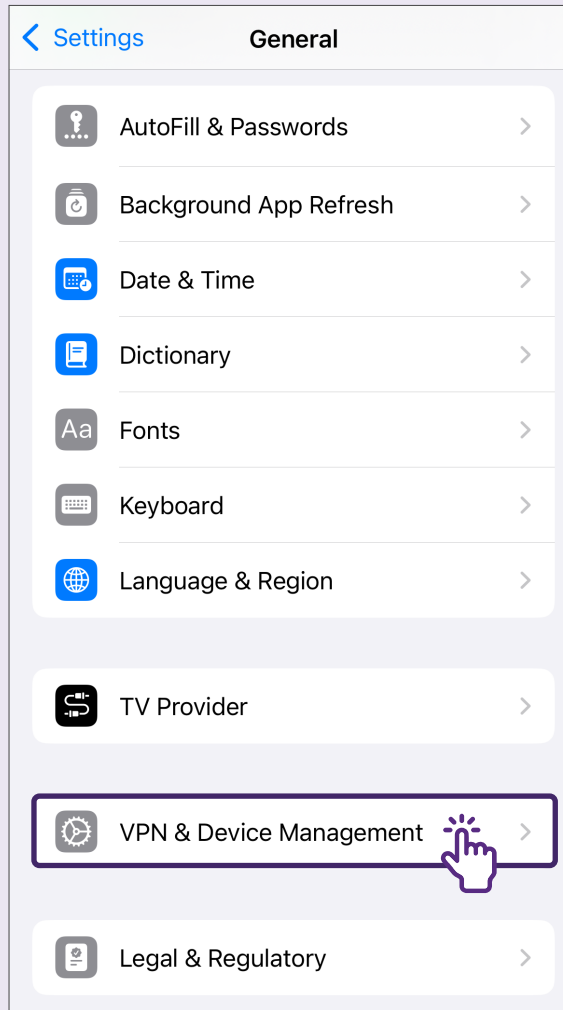 Settings
General
AutoFill & Passwords
Background App Refresh
Date & Time
Dictionary
Aa Fonts
Keyboard
Language & Region
TV Provider
VPN & Device Management
Legal & Regulatory